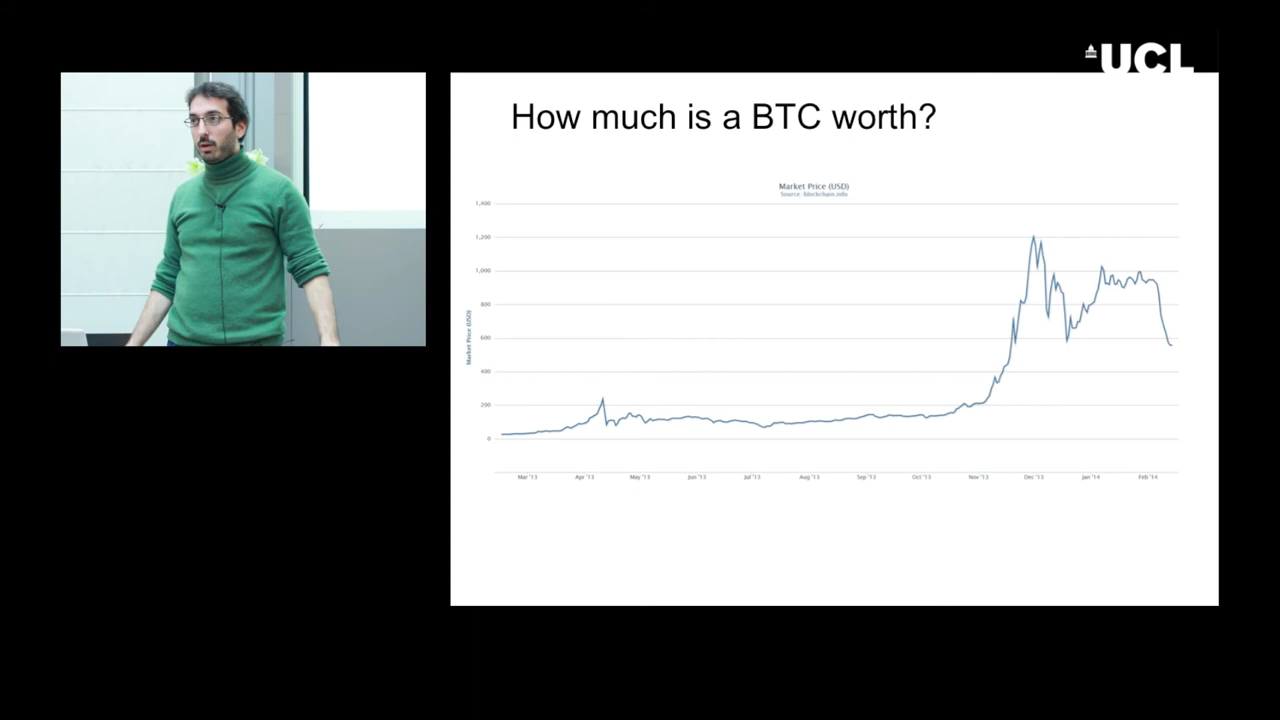 UCL
How much is a BTC worth?
Market Price (USD)
Source: blockchain.info
1,400
1,200
1,000
800
600
400
200
0
Market Price (USD)
Mar '13
Apr '13
May '13
Jun '13
Jul '13
Aug '13
Sep '13
Oct '13
Nov '13
Dec '13
Jan '14
Feb '14